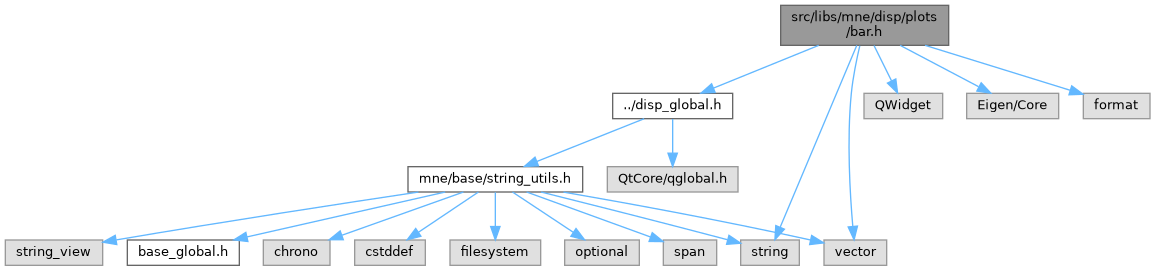 src/libs/mne/disp/plots
/bar.h
../disp_global.h
QWidget
Eigen/Core
format
mne/base/string_utils.h
QtCore/qglobal.h
string_view
base_global.h
chrono
cstddef
filesystem
optional
span
string
vector